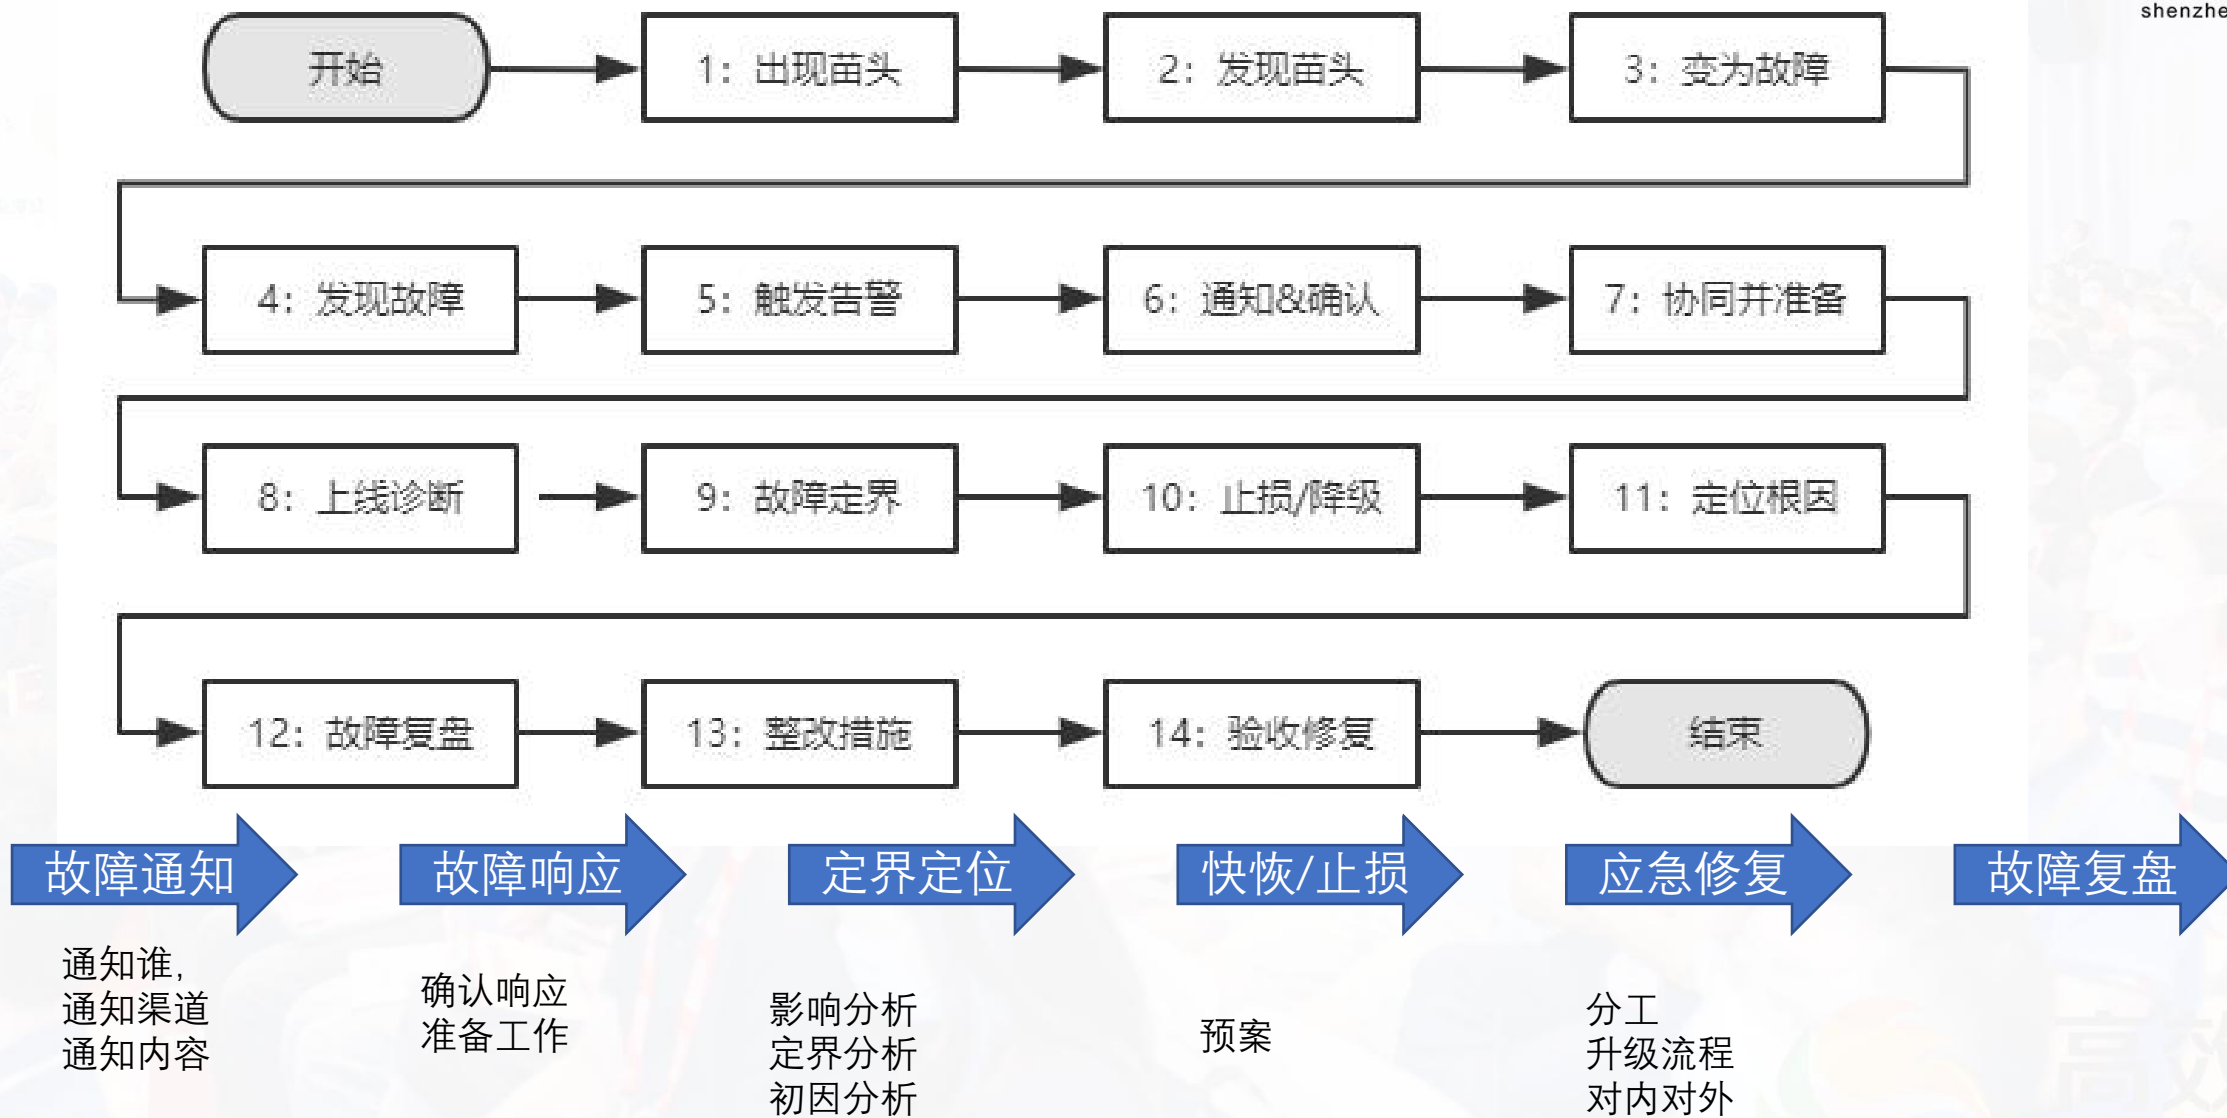 shenzhe
开始
1: 出现苗头
2: 发现苗头
3: 变为故障
4: 发现故障
5: 触发告警
6: 通知&确认
7: 协同并准备
8: 上线诊断
9: 故障定界
10: 止损/降级
11: 定位根因
12: 故障复盘
13: 整改措施
14: 验收修复
结束
故障通知
故障响应
定界定位
快恢/止损
应急修复
故障复盘
通知谁,
通知渠道
通知内容
确认响应
准备工作
影响分析
定界分析
初因分析
预案
分工
升级流程
对内对外
高效